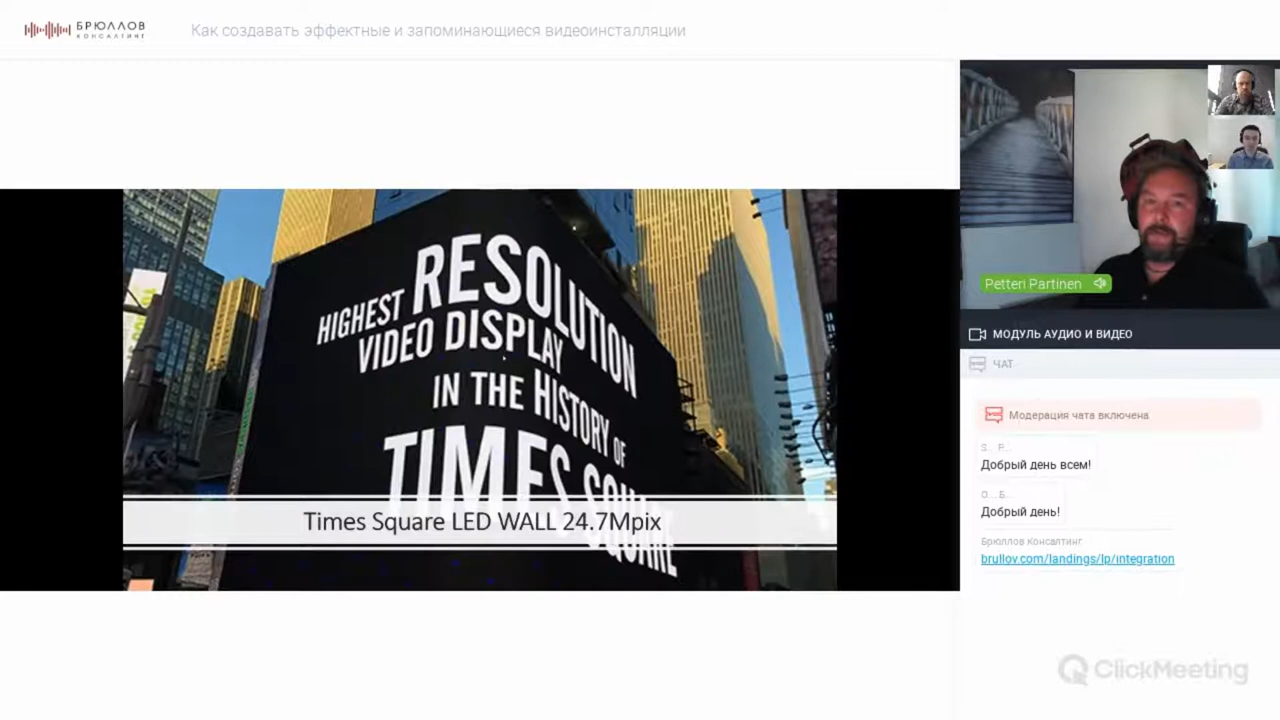 БРЮЛЛОВ
КОНСАЛТИНГ
Как создавать эффектные и запоминающиеся видеоинсталляции
HIGHEST RESOLUTION
VIDEO DISPLAY
IN THE HISTORY OF
TIMES SQUARE
Times Square LED WALL 24.7Mpix
Petteri Partinen
МОДУЛЬ АУДИО И ВИДЕО
ЧАТ
Модерация чата включена
S... P...
Добрый день всем!
О... Б...
Добрый день!
Брюллов Консалтинг
brullov.com/landings/lp/integration
ClickMeeting